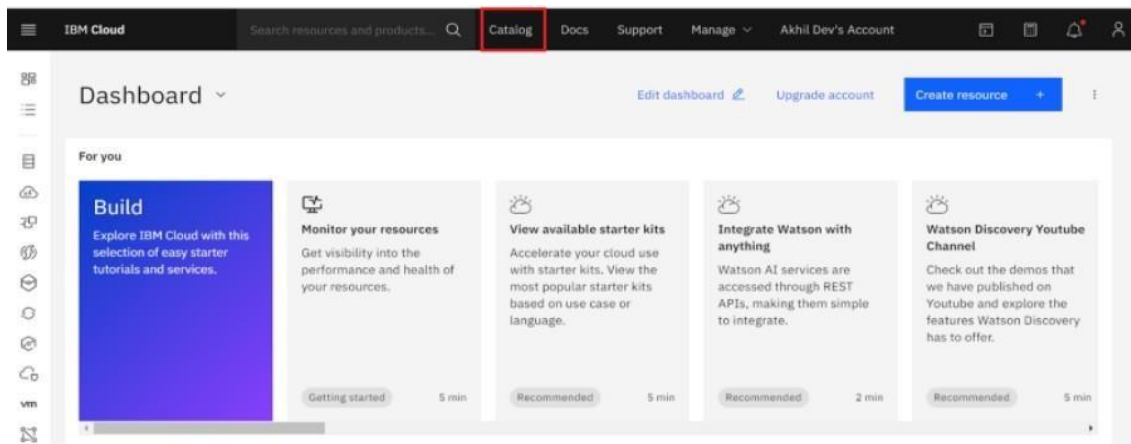 IBM Cloud
Search resources and products...
Catalog
Docs
Support
Manage
Akhil Dev's Account
Dashboard
Edit dashboard
Upgrade account
Create resource +
For you
Build
Explore IBM Cloud with this
selection of easy starter
tutorials and services.
Monitor your resources
Get visibility into the
performance and health of
your resources.
Getting started
5 min
View available starter kits
Accelerate your cloud use
with starter kits. View the
most popular starter kits
based on use case or
language.
Recommended
5 min
Integrate Watson with
anything
Watson AI services are
accessed through REST
APIs, making them simple
to integrate.
Recommended
2 min
Watson Discovery Youtube
Channel
Check out the demos that
we have published on
Youtube and explore the
features Watson Discovery
has to offer.
Recommended
5 min
vm